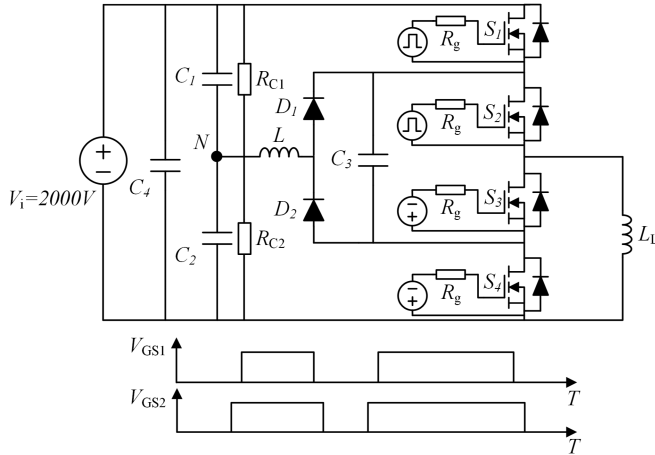 S1
Rg
C1
RC1
D1
S2
Rg
N
L
C3
Vi=2000V
C4
D2
S3
Rg
C2
RC2
LL
S4
Rg
VGS1
T
VGS2
T